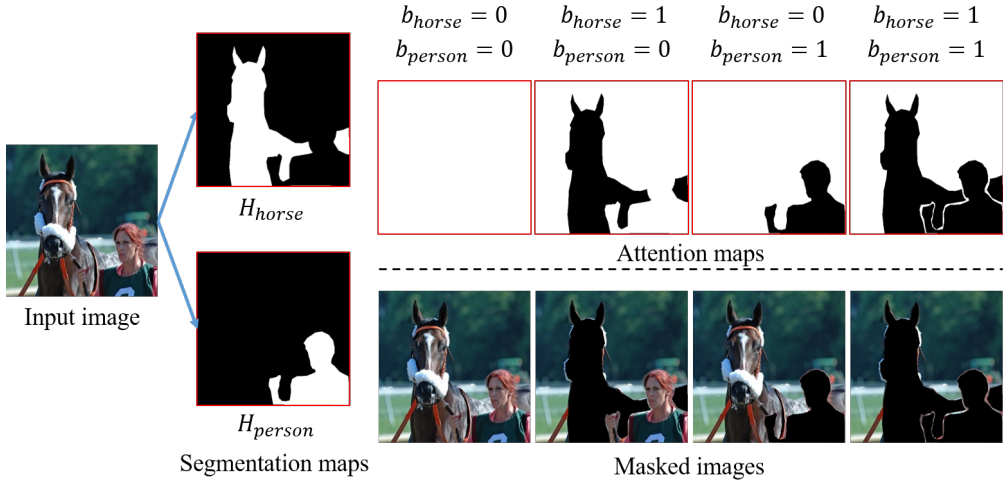 b_horse = 0 b_horse = 1 b_horse = 0 b_horse = 1
b_person = 0 b_person = 0 b_person = 1 b_person = 1
H_horse
Attention maps
Input image
H_person
Segmentation maps
Masked images